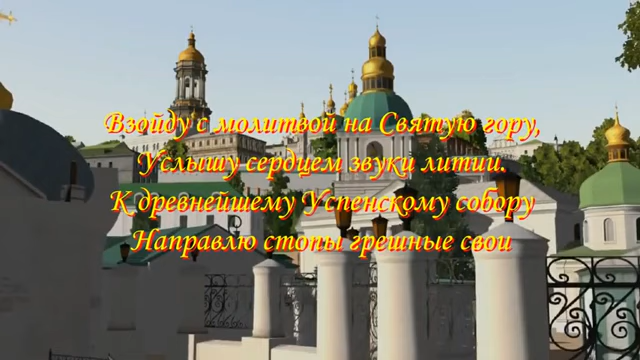 Взойду с молитвой на Святую гору,
Услышу сердцем звуки литии.
К древнейшему Успенскому собору
Направлю стопы грешные свои